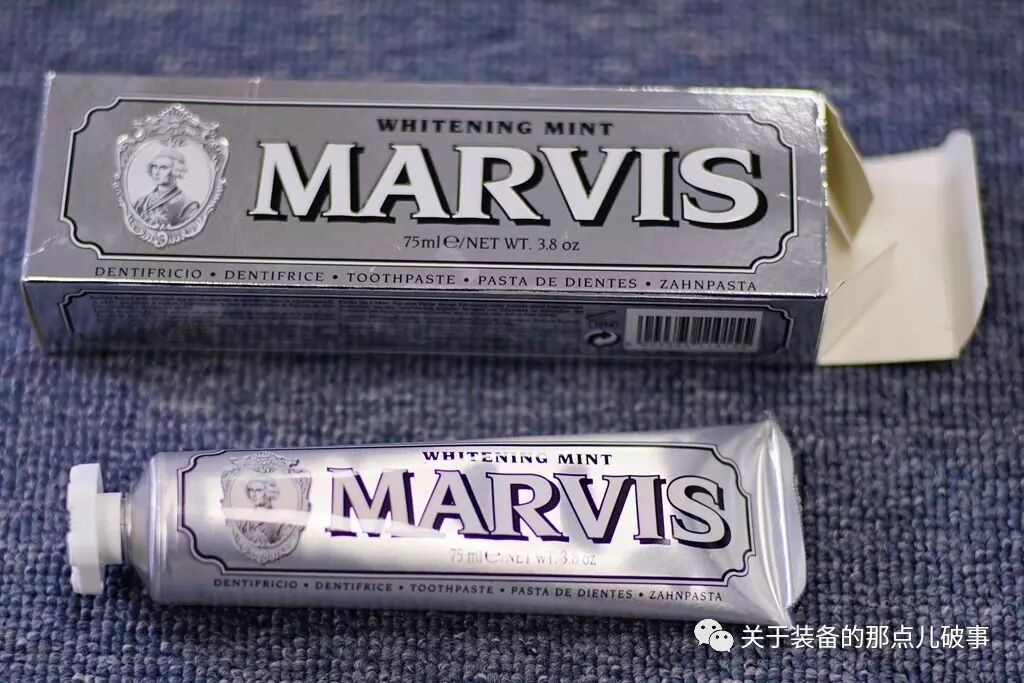 WHITENING MINT
MARVIS
75ml ℮/NET WT. 3.8 oz
DENTIFRICIO • DENTIFRICE • TOOTHPASTE • PASTA DE DIENTES • ZAHNPASTA
WHITENING MINT
MARVIS
75 ml ℮/NET WT. 3.8 oz
DENTIFRICIO • DENTIFRICE • TOOTHPASTE • PASTA DE DIENTES • ZAHNPASTA
关于装备的那点儿破事